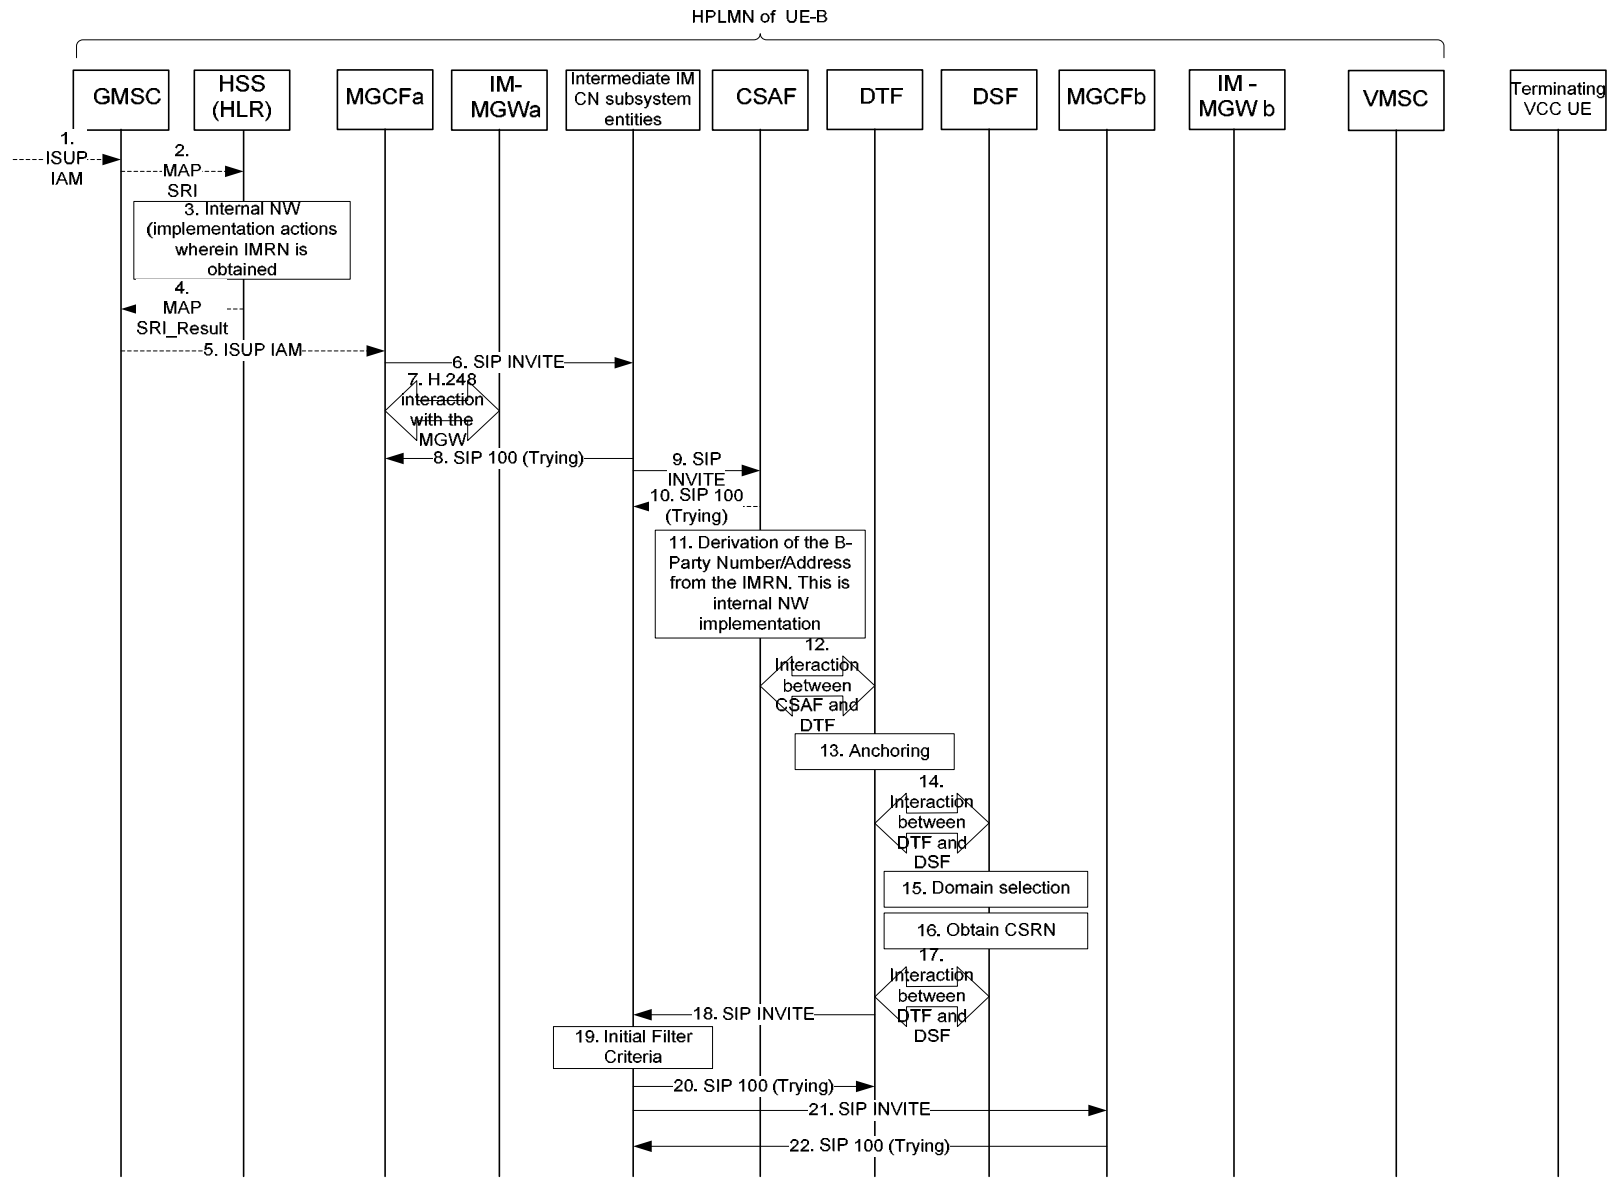 HPLMN of UE-B
GMSC
HSS
(HLR)
MGCFa
IM-
MGWa
Intermediate IM
CN subsystem
entities
CSAF
DTF
DSF
MGCFb
IM -
MGW b
VMSC
Terminating
VCC UE
1.
ISUP
IAM
2.
MAP
SRI
3. Internal NW
(implementation actions
wherein IMRN is
obtained
4.
MAP
SRI_Result
5. ISUP IAM
6. SIP INVITE
7. H.248
interaction
with the
MGW
8. SIP 100 (Trying)
9. SIP
INVITE
10. SIP 100
(Trying)
11. Derivation of the B-
Party Number/Address
from the IMRN. This is
internal NW
implementation
12.
Interaction
between
CSAF and
DTF
13. Anchoring
14.
Interaction
between
DTF and
DSF
15. Domain selection
16. Obtain CSRN
17.
Interaction
between
DTF and
DSF
18. SIP INVITE
19. Initial Filter
Criteria
20. SIP 100 (Trying)
21. SIP INVITE
22. SIP 100 (Trying)